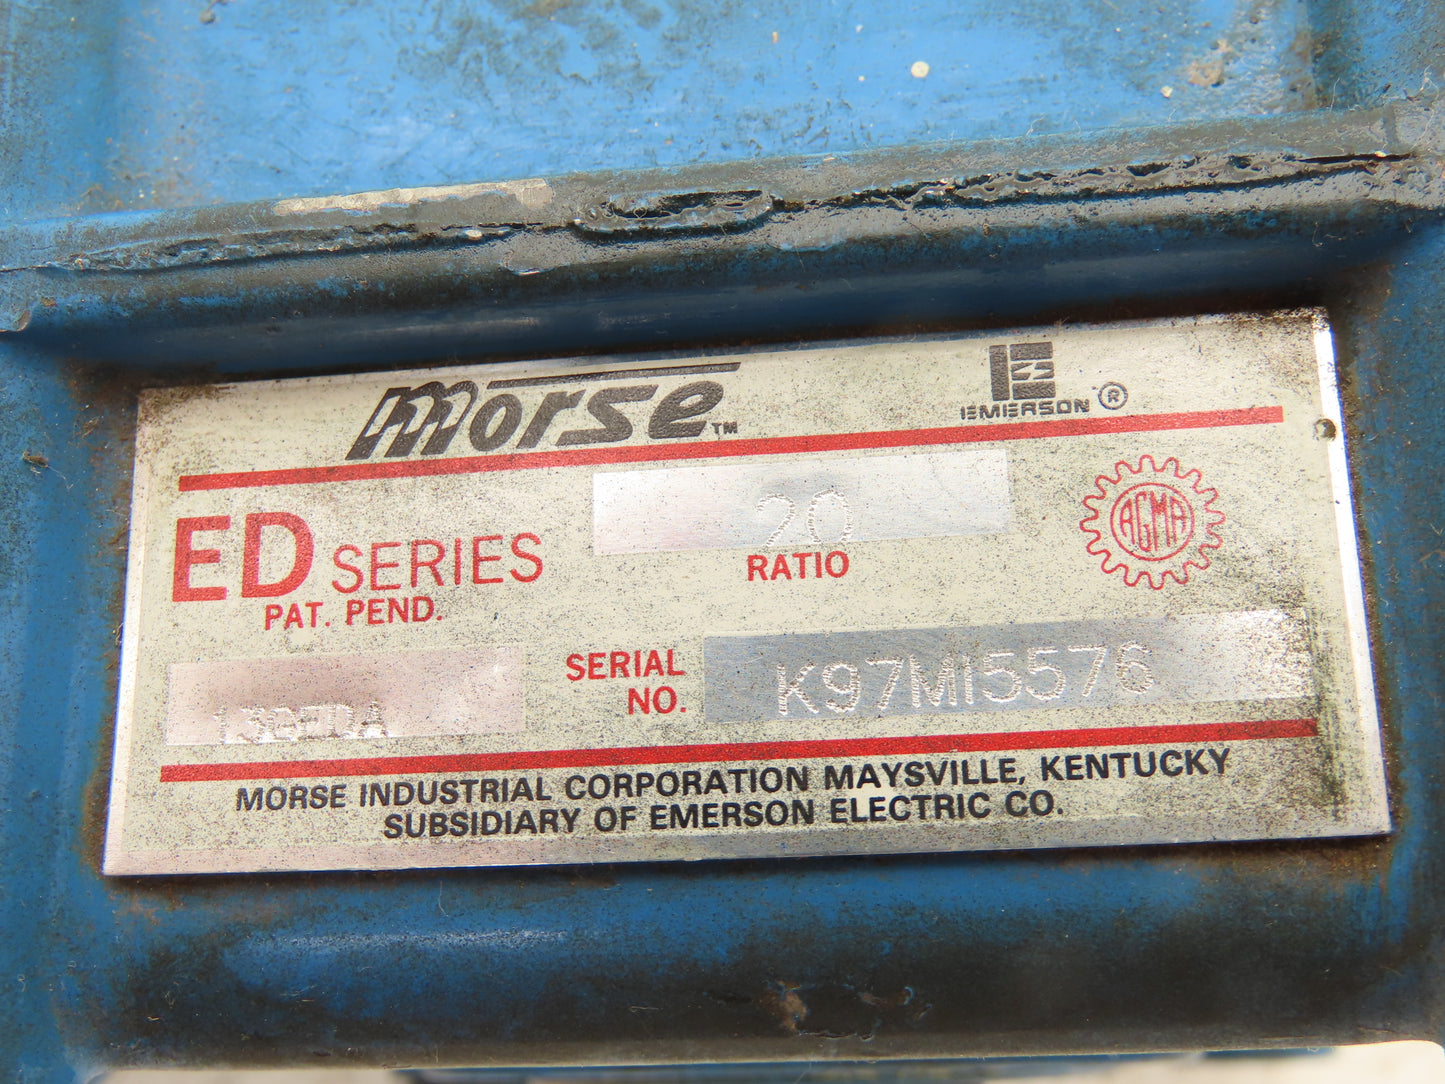 morse™
E
EMERSON®
ED SERIES
PAT. PEND.
20
RATIO
AGMA
SERIAL
NO.
K97M15576
MORSE INDUSTRIAL CORPORATION MAYSVILLE, KENTUCKY
SUBSIDIARY OF EMERSON ELECTRIC CO.